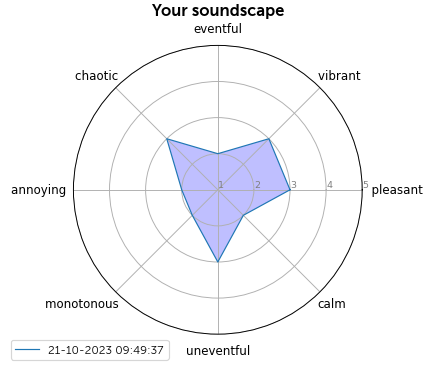 Your soundscape
eventful
chaotic
vibrant
annoying
1 2 3 4 5
pleasant
monotonous
calm
uneventful
21-10-2023 09:49:37